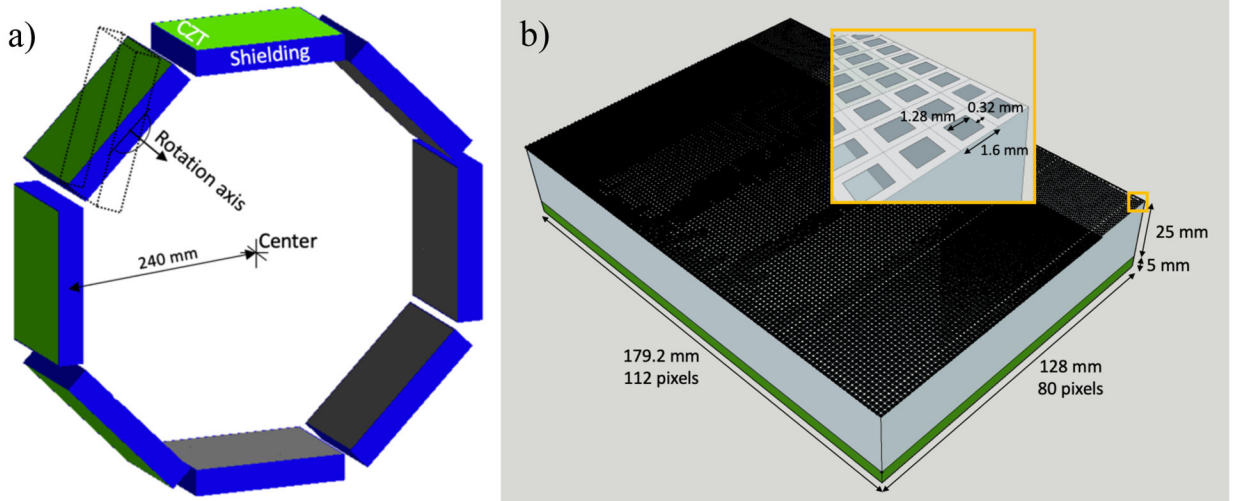 a)
CZT
Shielding
Rotation axis
Center
240 mm
b)
0.32 mm
1.28 mm
1.6 mm
25 mm
5 mm
179.2 mm
112 pixels
128 mm
80 pixels